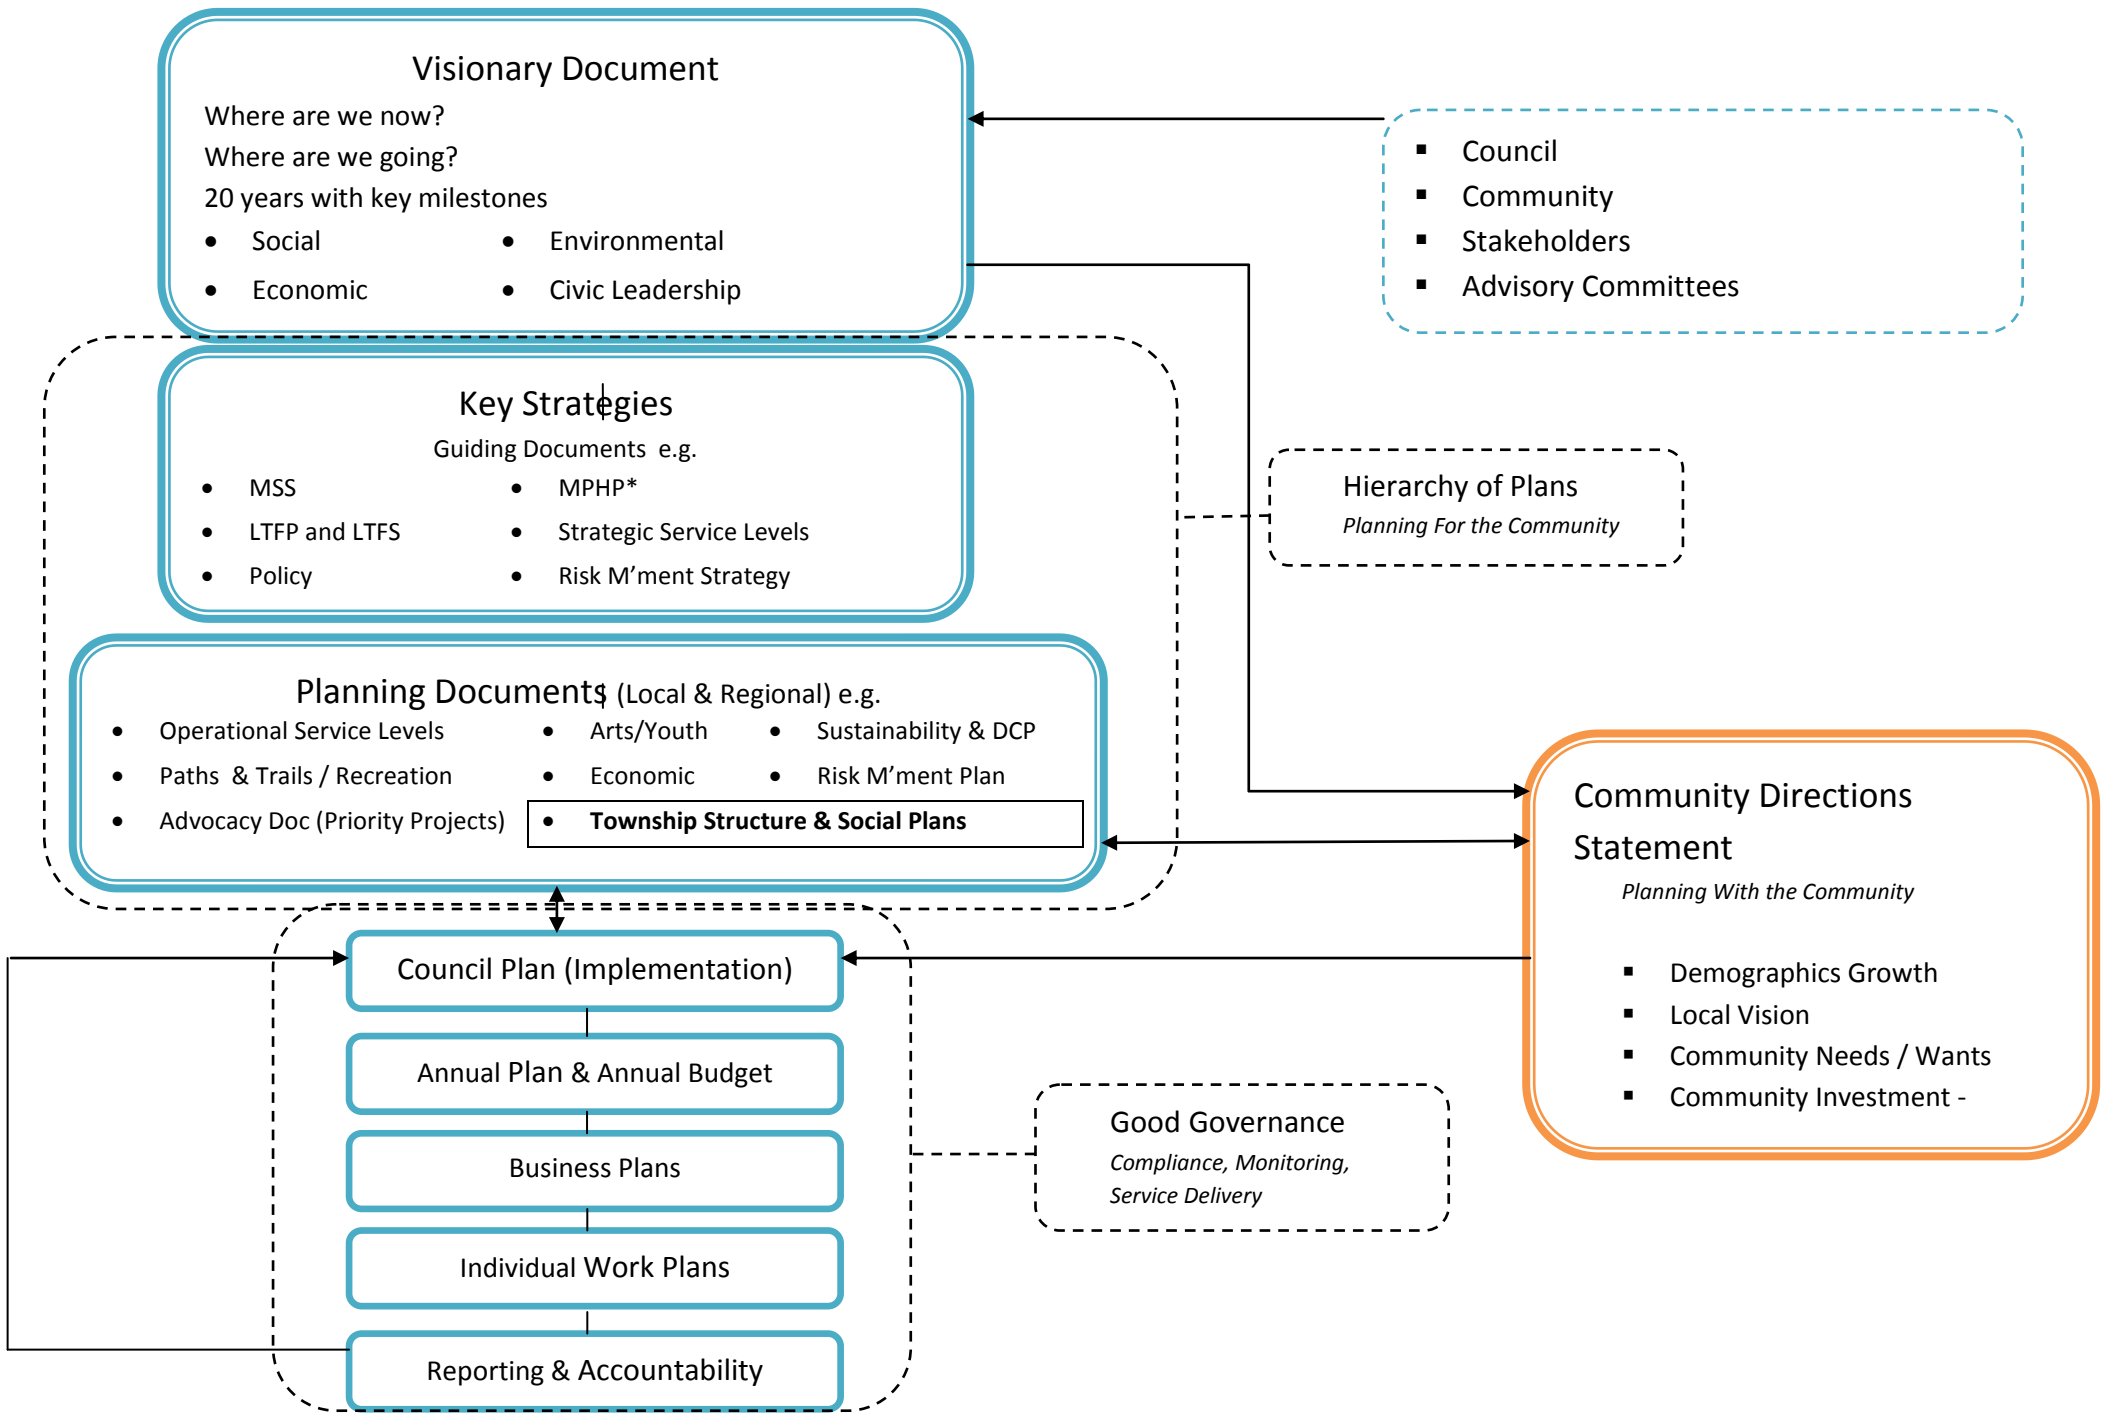 Visionary Document
Where are we now?
Where are we going?
20 years with key milestones
• Social • Environmental
• Economic • Civic Leadership
▪ Council
▪ Community
▪ Stakeholders
▪ Advisory Committees
Key Strategies
Guiding Documents e.g.
• MSS • MPHP*
• LTFP and LTFS • Strategic Service Levels
• Policy • Risk M’ment Strategy
Hierarchy of Plans
Planning For the Community
Planning Documents (Local & Regional) e.g.
• Operational Service Levels • Arts/Youth • Sustainability & DCP
• Paths & Trails / Recreation • Economic • Risk M’ment Plan
• Advocacy Doc (Priority Projects) • Township Structure & Social Plans
Community Directions
Statement
Planning With the Community
▪ Demographics Growth
▪ Local Vision
▪ Community Needs / Wants
▪ Community Investment -
Council Plan (Implementation)
Annual Plan & Annual Budget
Business Plans
Individual Work Plans
Reporting & Accountability
Good Governance
Compliance, Monitoring,
Service Delivery